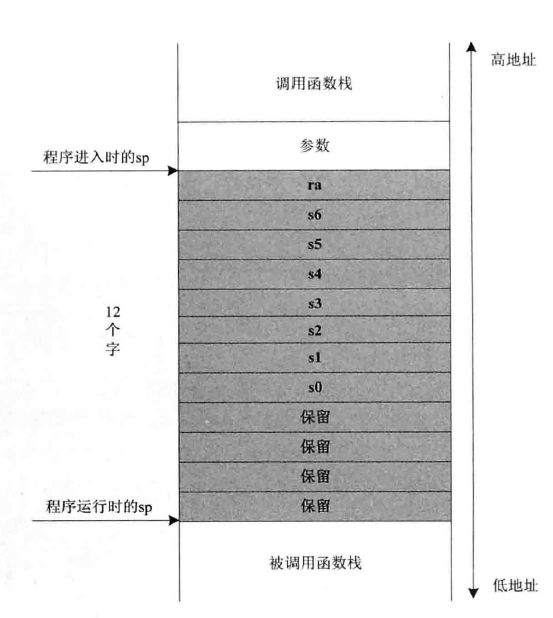 高地址
调用函数栈
参数
程序进入时的sp
ra
s6
s5
s4
s3
12
个
字
s2
s1
s0
保留
保留
保留
保留
程序运行时的sp
被调用函数栈
低地址